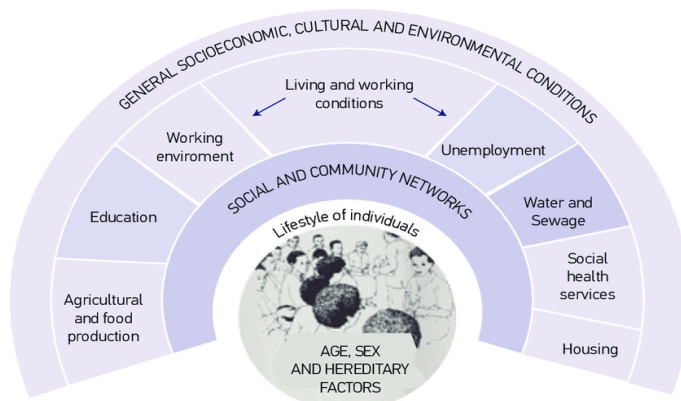 GENERAL SOCIOECONOMIC, CULTURAL AND ENVIRONMENTAL CONDITIONS
Living and working
conditions
Working
enviroment
Unemployment
Education
Water and
Sewage
Agricultural
and food
production
Social
health
services
Housing
SOCIAL AND COMMUNITY NETWORKS
Lifestyle of individuals
AGE, SEX
AND HEREDITARY
FACTORS